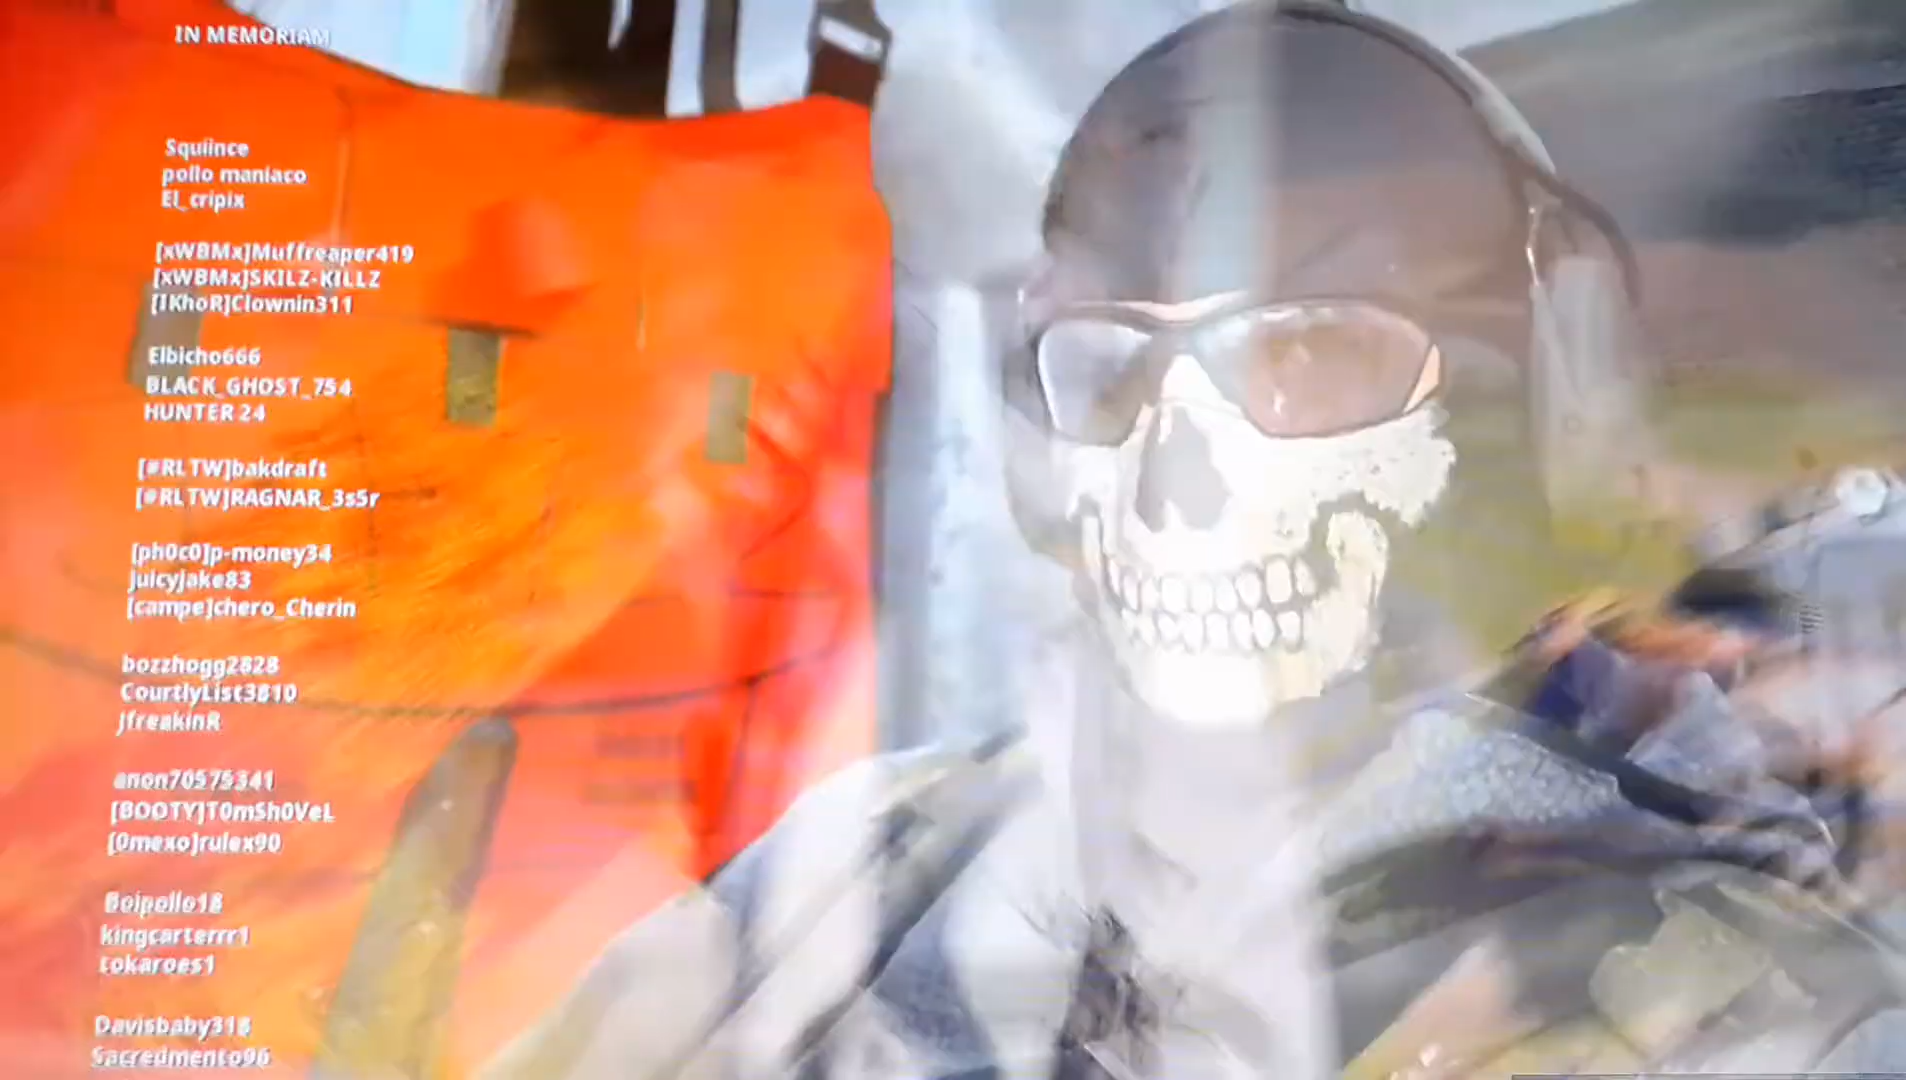 IN MEMORIAM
Squiince
pollo maniaco
El_cripix
[xWBMx]Muffreaper419
[xWBMx]SKILZ-KILLZ
[IKhoR]Clownin311
Elbicho666
BLACK_GHOST_754
HUNTER 24
[#RLTW]bakdraft
[#RLTW]RAGNAR_3s5r
[ph0c0]p-money34
JuicyJake83
[campe]chero_Cherin
bozzhogg2828
CourtlyList3810
JfreakinR
anon70575341
[BOOTY]T0mSh0VeL
[0mexo]rulex90
Boipollo18
kingcarterrr1
tokaroes1
Davisbaby318
Sacredmento96